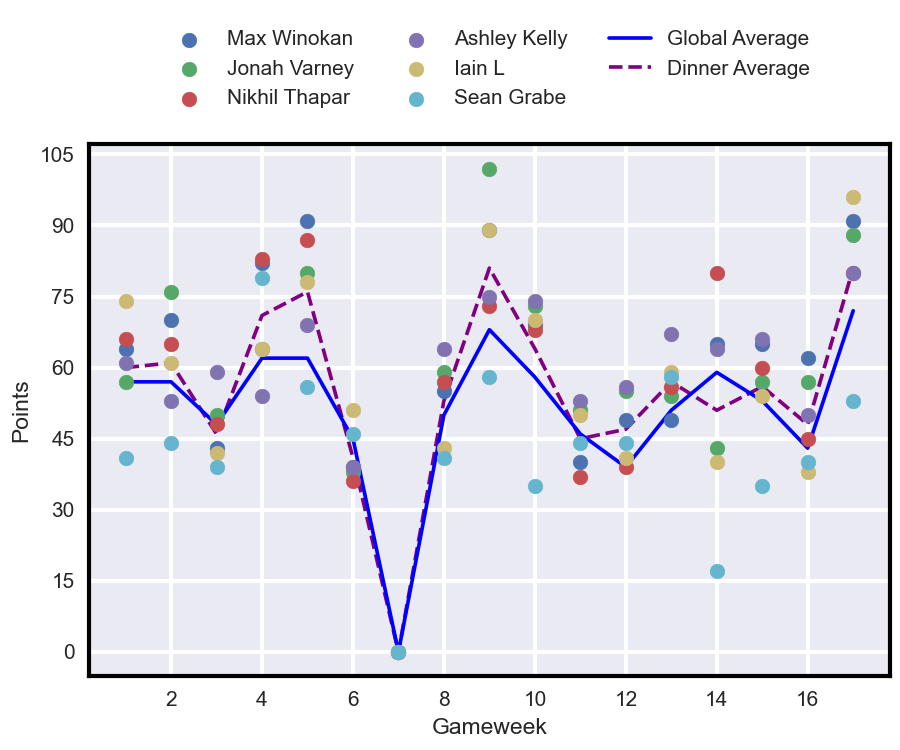 Max Winokan
Jonah Varney
Nikhil Thapar
Ashley Kelly
Iain L
Sean Grabe
Global Average
Dinner Average
105
90
75
60
45
30
15
0
Points
2 4 6 8 10 12 14 16
Gameweek